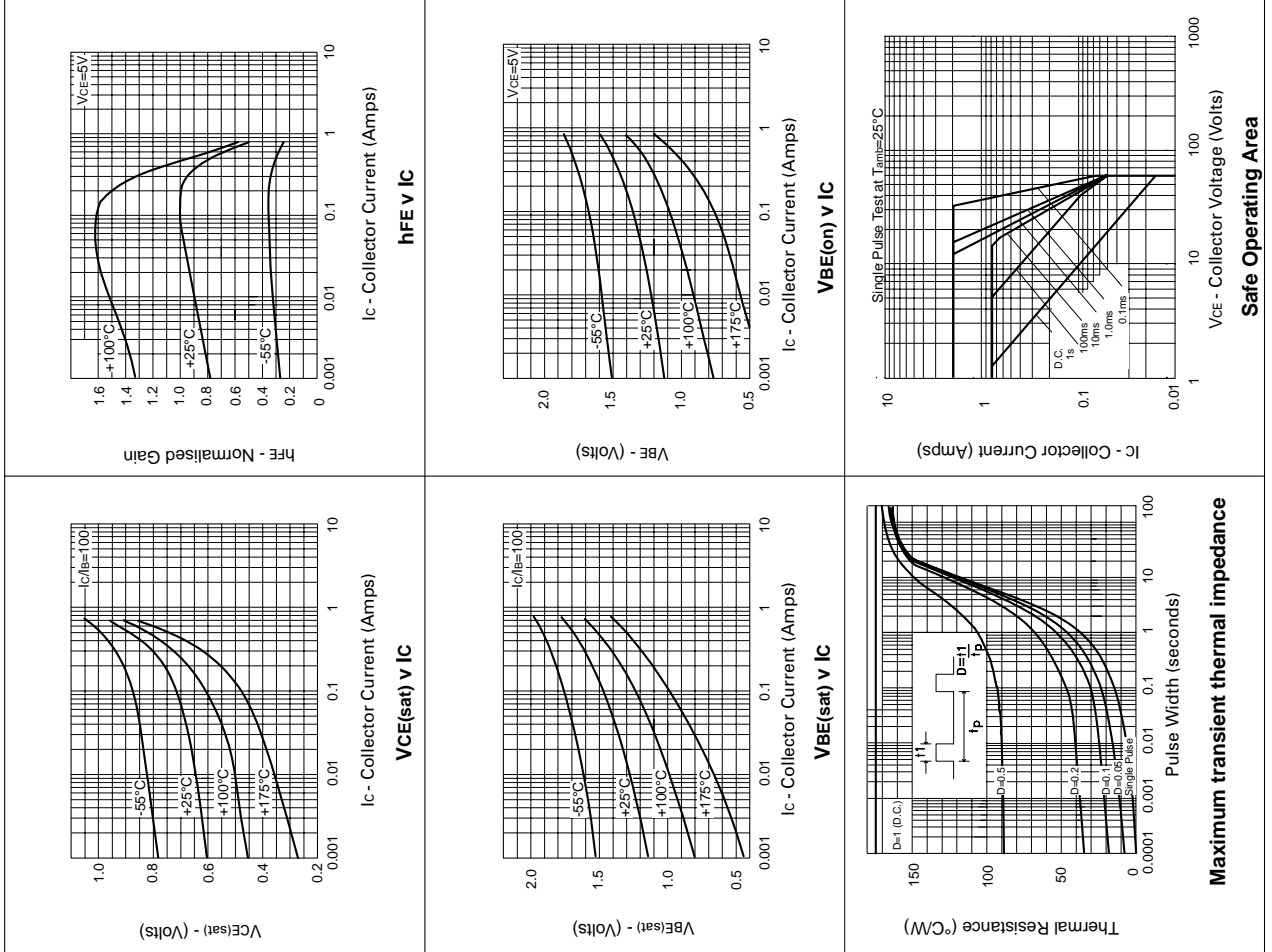 IC/IB=100
1.0
0.8
0.6
0.4
0.2
-55°C
+25°C
+100°C
+175°C
0.001
0.01
0.1
1
10
VCE(sat) - (Volts)
IC - Collector Current (Amps)
VCE(sat) v IC
VCE=5V
1.6
1.4
1.2
1.0
0.8
0.6
0.4
0.2
0
+100°C
+25°C
-55°C
0.001
0.01
0.1
1
10
hFE - Normalised Gain
IC - Collector Current (Amps)
hFE v IC
IC/IB=100
2.0
1.5
1.0
0.5
-55°C
+25°C
+100°C
+175°C
0.001
0.01
0.1
1
10
VBE(sat) - (Volts)
IC - Collector Current (Amps)
VBE(sat) v IC
VCE=5V
2.0
1.5
1.0
0.5
-55°C
+25°C
+100°C
+175°C
0.001
0.01
0.1
1
10
VBE - (Volts)
IC - Collector Current (Amps)
VBE(on) v IC
D=1 (D.C.)
t1
tp
D=t1
tp
D=0.5
D=0.2
D=0.1
D=0.05
Single Pulse
150
100
50
0
0.0001
0.001
0.01
0.1
1
10
100
Thermal Resistance (°C/W)
Pulse Width (seconds)
Maximum transient thermal impedance
Single Pulse Test at Tamb=25°C
10
1
0.1
0.01
D.C.
1s
100ms
10ms
1.0ms
0.1ms
1
10
100
1000
IC - Collector Current (Amps)
VCE - Collector Voltage (Volts)
Safe Operating Area